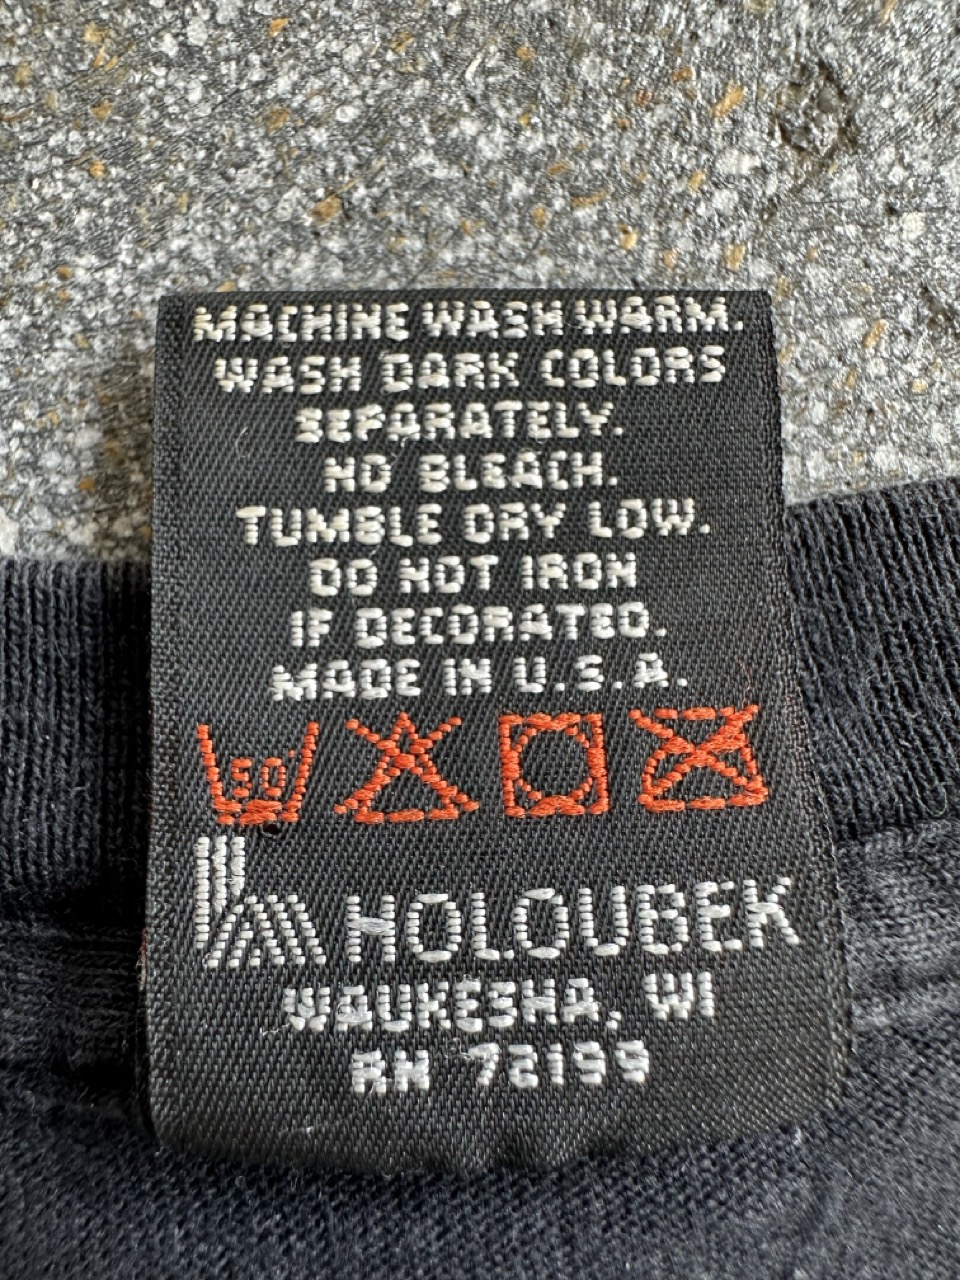 MACHINE WASH WARM.
WASH DARK COLORS
SEPARATELY.
NO BLEACH.
TUMBLE DRY LOW.
DO NOT IRON
IF DECORATED.
MADE IN U.S.A.
50°
HOLOUBEK
WAUKESHA, WI
RN 72199